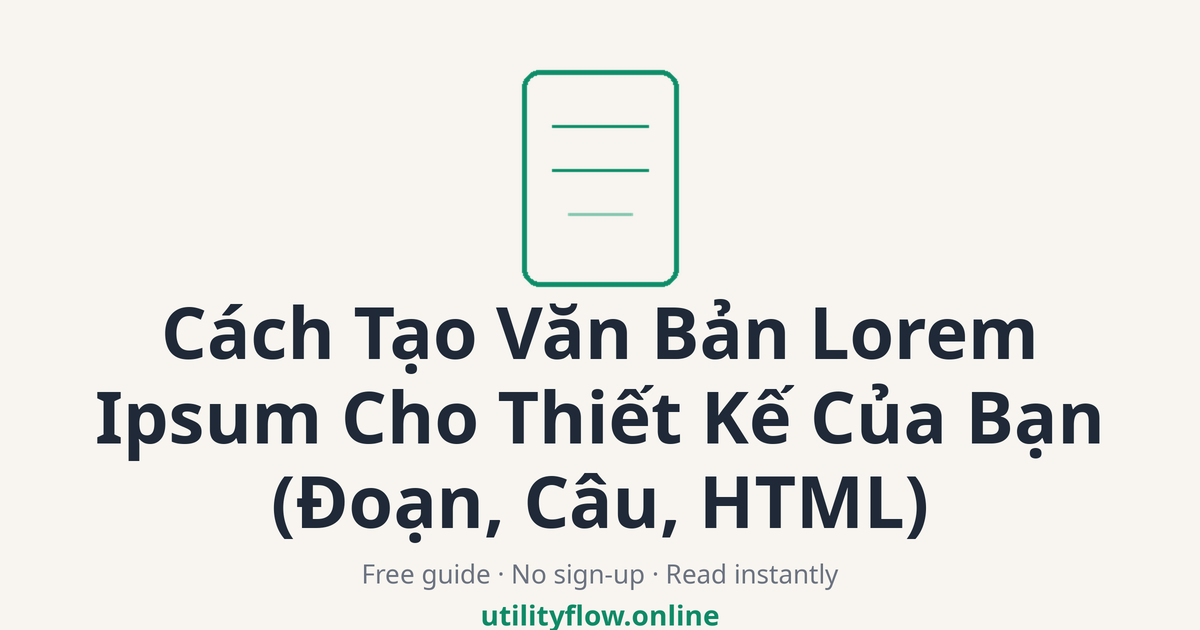 Cách Tạo Văn Bản Lorem
Ipsum Cho Thiết Kế Của Bạn
(Đoạn, Câu, HTML)
Free guide · No sign-up · Read instantly
utilityflow.online